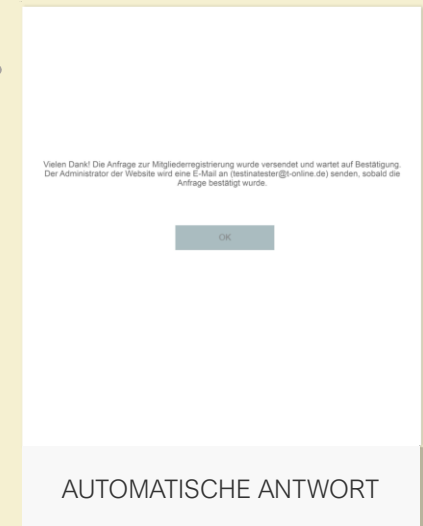 Vielen Dank! Die Anfrage zur Mitgliederregistrierung wurde versendet und wartet auf Bestätigung.
Der Administrator der Website wird eine E-Mail an (testinatester@t-online.de) senden, sobald die
Anfrage bestätigt wurde.
OK
AUTOMATISCHE ANTWORT